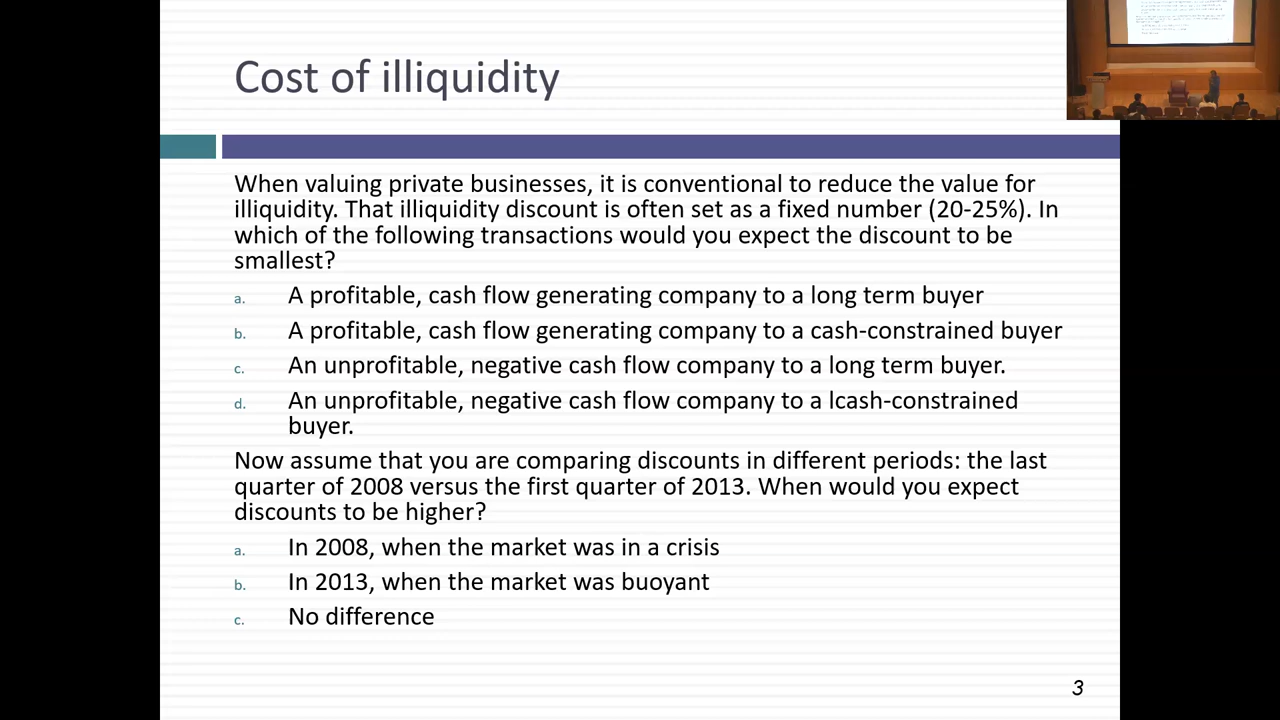 Cost of illiquidity
When valuing private businesses, it is conventional to reduce the value for
illiquidity. That illiquidity discount is often set as a fixed number (20-25%). In
which of the following transactions would you expect the discount to be
smallest?
a. A profitable, cash flow generating company to a long term buyer
b. A profitable, cash flow generating company to a cash-constrained buyer
c. An unprofitable, negative cash flow company to a long term buyer.
d. An unprofitable, negative cash flow company to a lcash-constrained
buyer.
Now assume that you are comparing discounts in different periods: the last
quarter of 2008 versus the first quarter of 2013. When would you expect
discounts to be higher?
a. In 2008, when the market was in a crisis
b. In 2013, when the market was buoyant
c. No difference
3